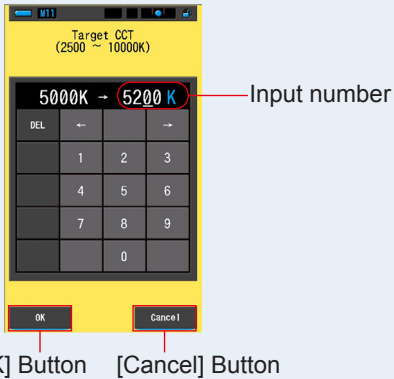 M11
Target CCT
(2500 ~ 10000K)
5000K → 5200 K
Input number
DEL ← →
1 2 3
4 5 6
7 8 9
0
OK Cancel
K] Button [Cancel] Button